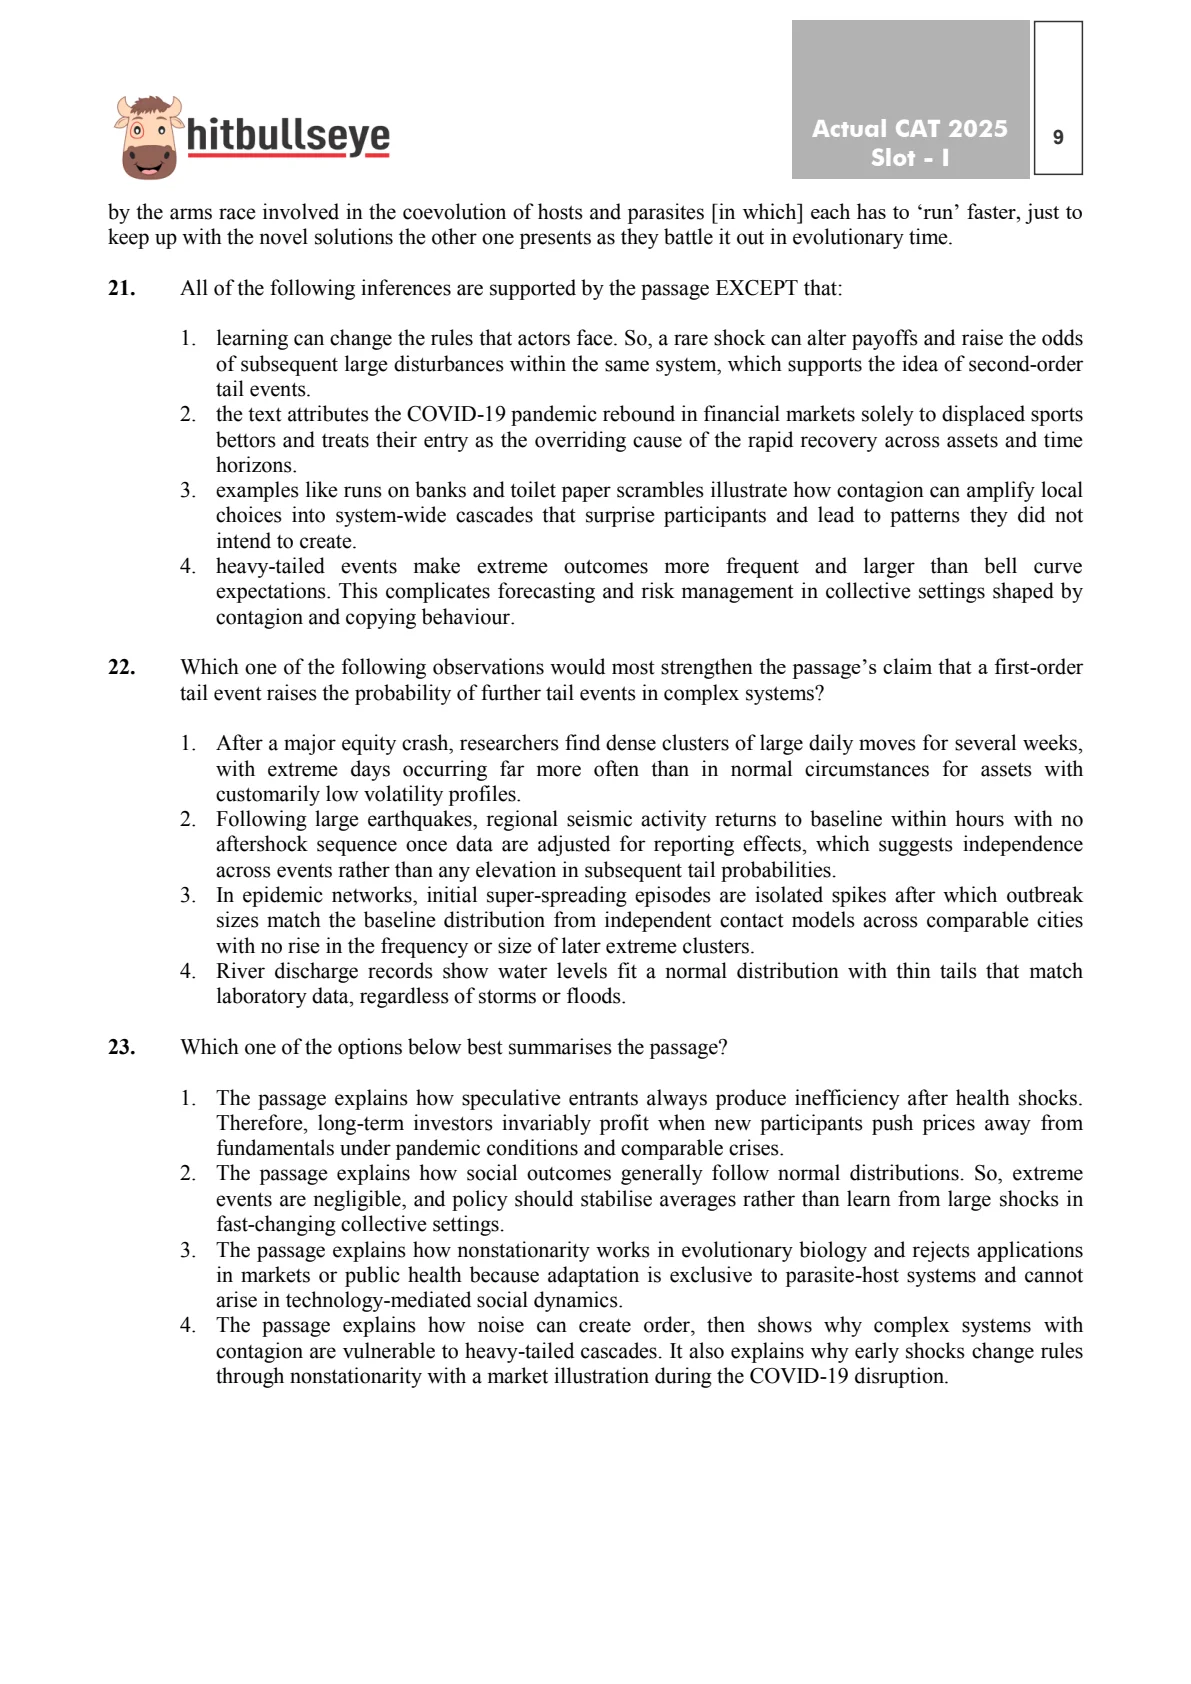 hitbullseye
Actual CAT 2025
Slot - I
9
by the arms race involved in the coevolution of hosts and parasites [in which] each has to ‘run’ faster, just to
keep up with the novel solutions the other one presents as they battle it out in evolutionary time.
21. All of the following inferences are supported by the passage EXCEPT that:
1. learning can change the rules that actors face. So, a rare shock can alter payoffs and raise the odds
of subsequent large disturbances within the same system, which supports the idea of second-order
tail events.
2. the text attributes the COVID-19 pandemic rebound in financial markets solely to displaced sports
bettors and treats their entry as the overriding cause of the rapid recovery across assets and time
horizons.
3. examples like runs on banks and toilet paper scrambles illustrate how contagion can amplify local
choices into system-wide cascades that surprise participants and lead to patterns they did not
intend to create.
4. heavy-tailed events make extreme outcomes more frequent and larger than bell curve
expectations. This complicates forecasting and risk management in collective settings shaped by
contagion and copying behaviour.
22. Which one of the following observations would most strengthen the passage’s claim that a first-order
tail event raises the probability of further tail events in complex systems?
1. After a major equity crash, researchers find dense clusters of large daily moves for several weeks,
with extreme days occurring far more often than in normal circumstances for assets with
customarily low volatility profiles.
2. Following large earthquakes, regional seismic activity returns to baseline within hours with no
aftershock sequence once data are adjusted for reporting effects, which suggests independence
across events rather than any elevation in subsequent tail probabilities.
3. In epidemic networks, initial super-spreading episodes are isolated spikes after which outbreak
sizes match the baseline distribution from independent contact models across comparable cities
with no rise in the frequency or size of later extreme clusters.
4. River discharge records show water levels fit a normal distribution with thin tails that match
laboratory data, regardless of storms or floods.
23. Which one of the options below best summarises the passage?
1. The passage explains how speculative entrants always produce inefficiency after health shocks.
Therefore, long-term investors invariably profit when new participants push prices away from
fundamentals under pandemic conditions and comparable crises.
2. The passage explains how social outcomes generally follow normal distributions. So, extreme
events are negligible, and policy should stabilise averages rather than learn from large shocks in
fast-changing collective settings.
3. The passage explains how nonstationarity works in evolutionary biology and rejects applications
in markets or public health because adaptation is exclusive to parasite-host systems and cannot
arise in technology-mediated social dynamics.
4. The passage explains how noise can create order, then shows why complex systems with
contagion are vulnerable to heavy-tailed cascades. It also explains why early shocks change rules
through nonstationarity with a market illustration during the COVID-19 disruption.